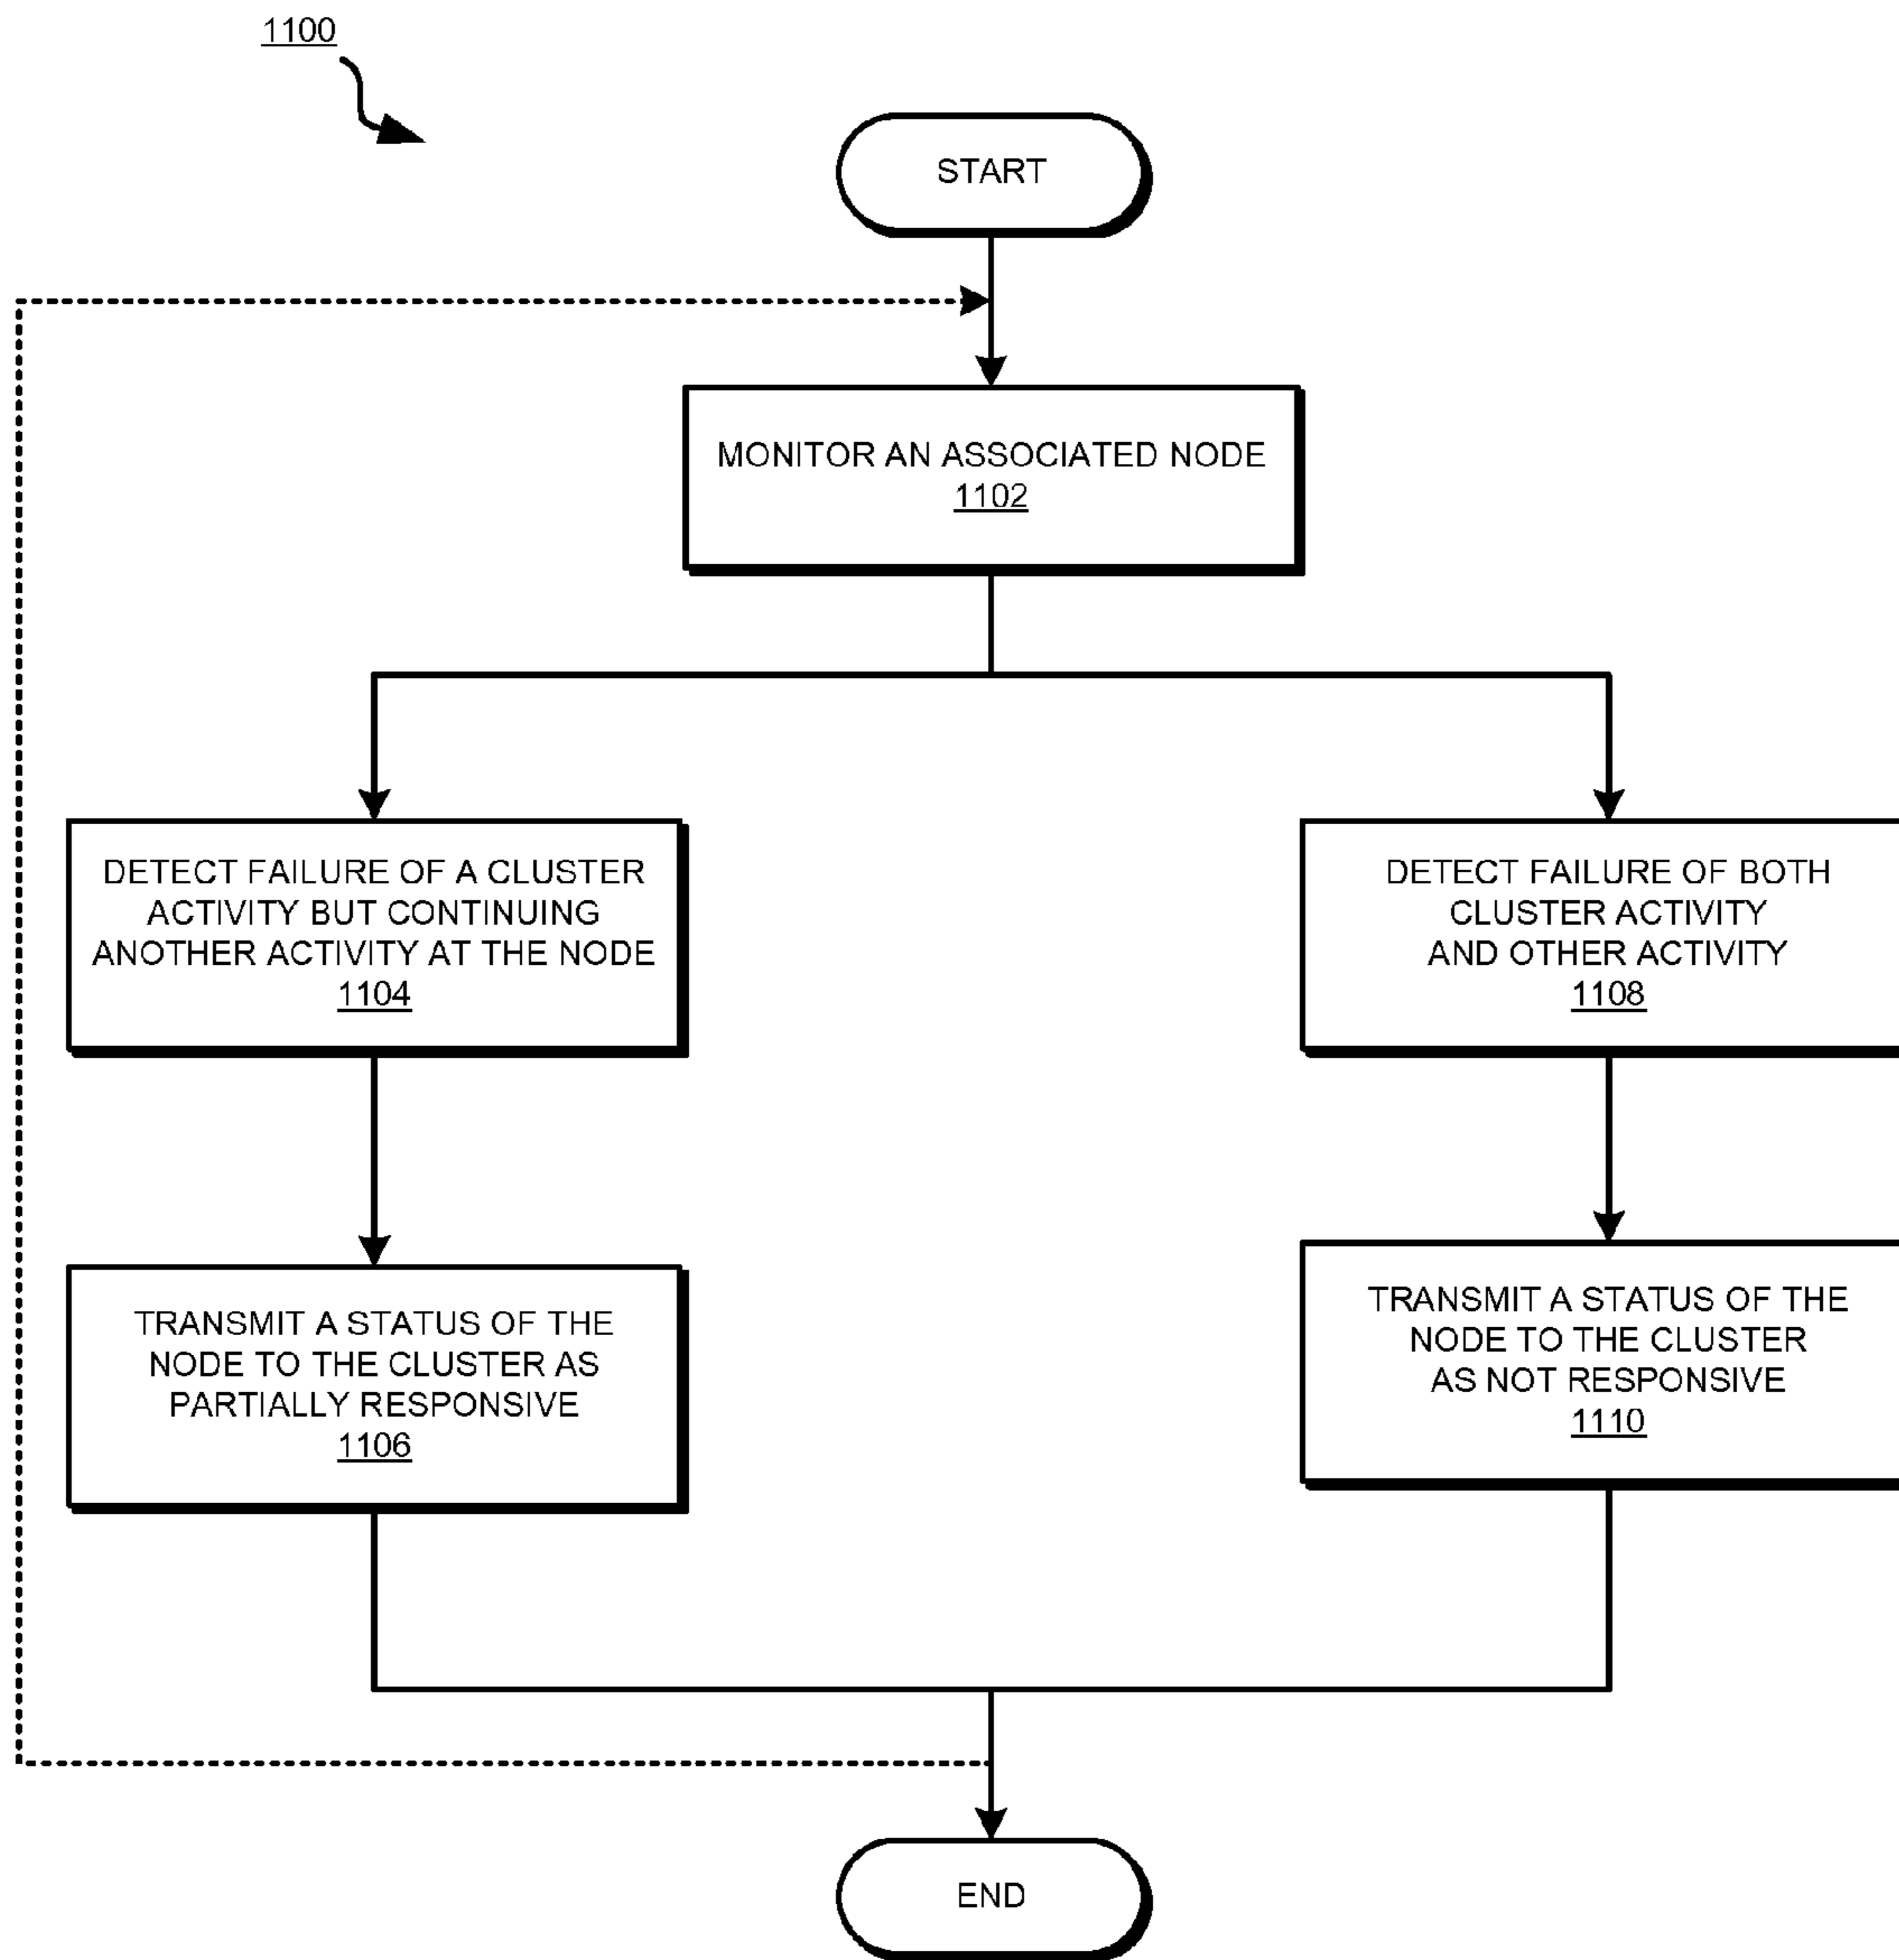 1100
START
MONITOR AN ASSOCIATED NODE
1102
DETECT FAILURE OF A CLUSTER
ACTIVITY BUT CONTINUING
ANOTHER ACTIVITY AT THE NODE
1104
DETECT FAILURE OF BOTH
CLUSTER ACTIVITY
AND OTHER ACTIVITY
1108
TRANSMIT A STATUS OF THE
NODE TO THE CLUSTER AS
PARTIALLY RESPONSIVE
1106
TRANSMIT A STATUS OF THE
NODE TO THE CLUSTER
AS NOT RESPONSIVE
1110
END